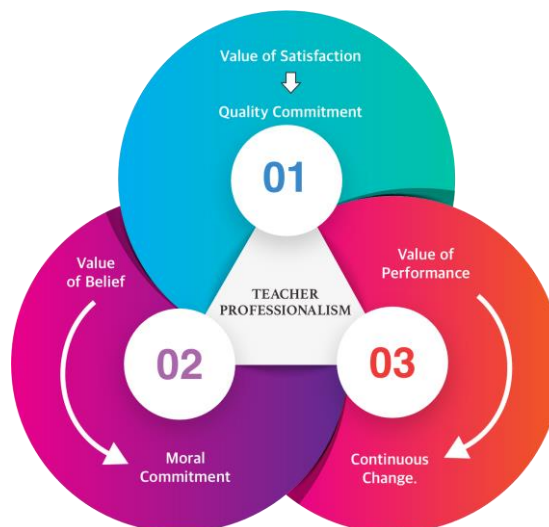 Value of Satisfaction
Quality Commitment
01
Value
of Belief
Value of
Performance
TEACHER
PROFESSIONALISM
02
03
Moral
Commitment
Continuous
Change.